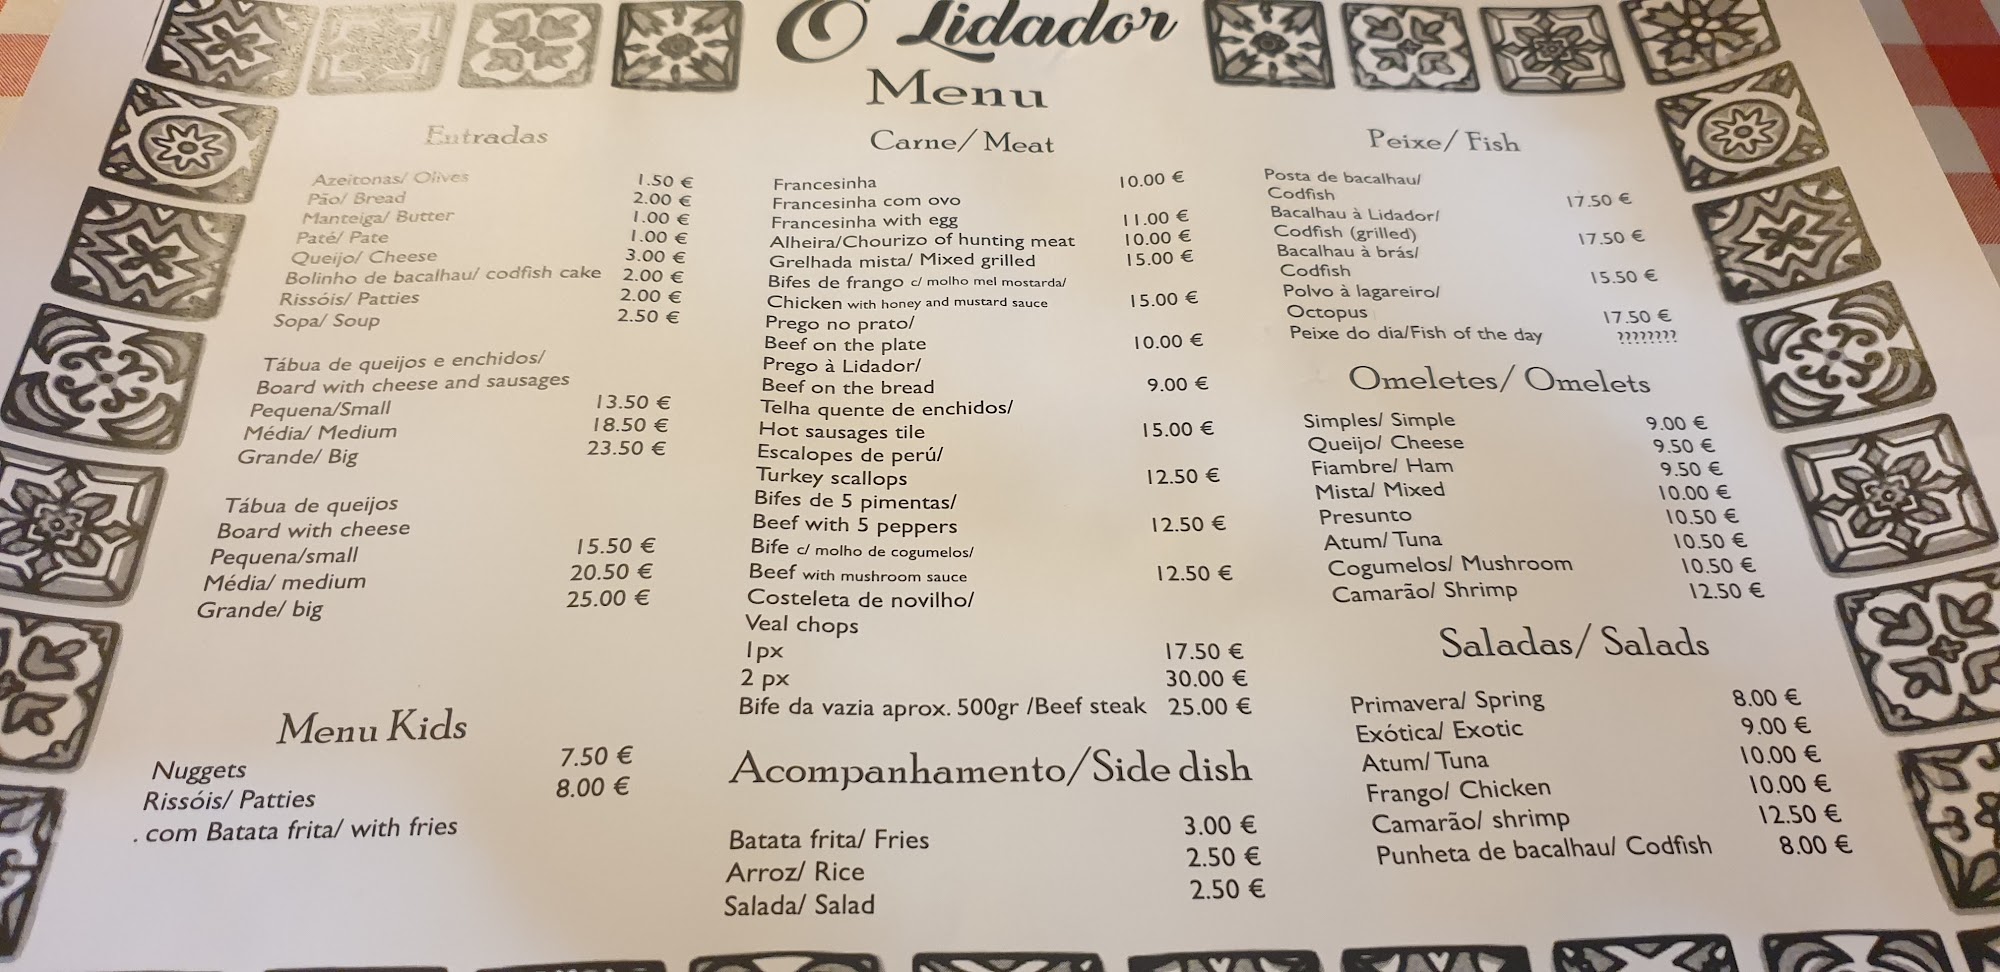 O Lidador
Menu
Entradas
Azeitonas/ Olives 1.50 €
Pão/ Bread 2.00 €
Manteiga/ Butter 1.00 €
Paté/ Pate 1.00 €
Queijo/ Cheese 3.00 €
Bolinho de bacalhau/ codfish cake 2.00 €
Rissóis/ Patties 2.00 €
Sopa/ Soup 2.50 €
Tábua de queijos e enchidos/
Board with cheese and sausages
Pequena/Small 13.50 €
Média/ Medium 18.50 €
Grande/ Big 23.50 €
Tábua de queijos
Board with cheese
Pequena/small 15.50 €
Média/ medium 20.50 €
Grande/ big 25.00 €
Menu Kids
Nuggets 7.50 €
Rissóis/ Patties 8.00 €
. com Batata frita/ with fries
Carne/ Meat
Francesinha 10.00 €
Francesinha com ovo
Francesinha with egg 11.00 €
Alheira/Chourizo of hunting meat 10.00 €
Grelhada mista/ Mixed grilled 15.00 €
Bifes de frango c/ molho mel mostarda/
Chicken with honey and mustard sauce 15.00 €
Prego no prato/
Beef on the plate 10.00 €
Prego à Lidador/
Beef on the bread 9.00 €
Telha quente de enchidos/
Hot sausages tile 15.00 €
Escalopes de perú/
Turkey scallops 12.50 €
Bifes de 5 pimentas/
Beef with 5 peppers 12.50 €
Bife c/ molho de cogumelos/
Beef with mushroom sauce 12.50 €
Costeleta de novilho/
Veal chops
1px 17.50 €
2 px 30.00 €
Bife da vazia aprox. 500gr /Beef steak 25.00 €
Acompanhamento/Side dish
Batata frita/ Fries 3.00 €
Arroz/ Rice 2.50 €
Salada/ Salad 2.50 €
Peixe/ Fish
Posta de bacalhau/
Codfish 17.50 €
Bacalhau à Lidador/
Codfish (grilled) 17.50 €
Bacalhau à brás/
Codfish 15.50 €
Polvo à lagareiro/
Octopus 17.50 €
Peixe do dia/Fish of the day ????????
Omeletes/ Omelets
Simples/ Simple 9.00 €
Queijo/ Cheese 9.50 €
Fiambre/ Ham 9.50 €
Mista/ Mixed 10.00 €
Presunto 10.50 €
Atum/ Tuna 10.50 €
Cogumelos/ Mushroom 10.50 €
Camarão/ Shrimp 12.50 €
Saladas/ Salads
Primavera/ Spring 8.00 €
Exótica/ Exotic 9.00 €
Atum/ Tuna 10.00 €
Frango/ Chicken 10.00 €
Camarão/ shrimp 12.50 €
Punheta de bacalhau/ Codfish 8.00 €